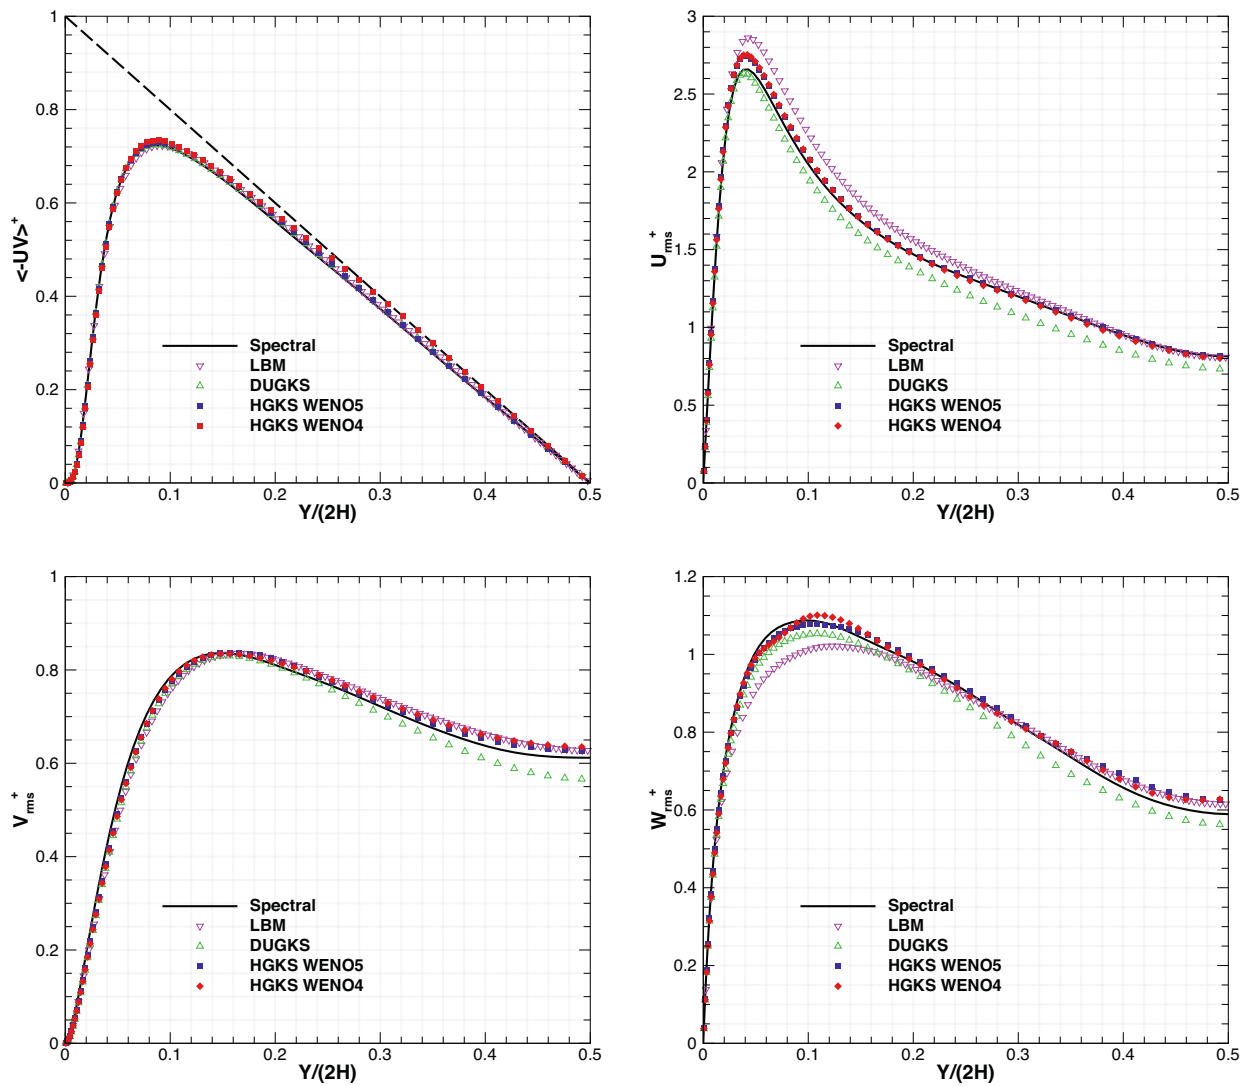 1
0.8
0.6
0.4
0.2
0
<-UV>+
Spectral
LBM
DUGKS
HGKS WENO5
HGKS WENO4
0 0.1 0.2 0.3 0.4 0.5
Y/(2H)
3
2.5
2
1.5
1
0.5
0
Urms+
Spectral
LBM
DUGKS
HGKS WENO5
HGKS WENO4
0 0.1 0.2 0.3 0.4 0.5
Y/(2H)
1
0.8
0.6
0.4
0.2
0
Vrms+
Spectral
LBM
DUGKS
HGKS WENO5
HGKS WENO4
0 0.1 0.2 0.3 0.4 0.5
Y/(2H)
1.2
1
0.8
0.6
0.4
0.2
0
Wrms+
Spectral
LBM
DUGKS
HGKS WENO5
HGKS WENO4
0 0.1 0.2 0.3 0.4 0.5
Y/(2H)